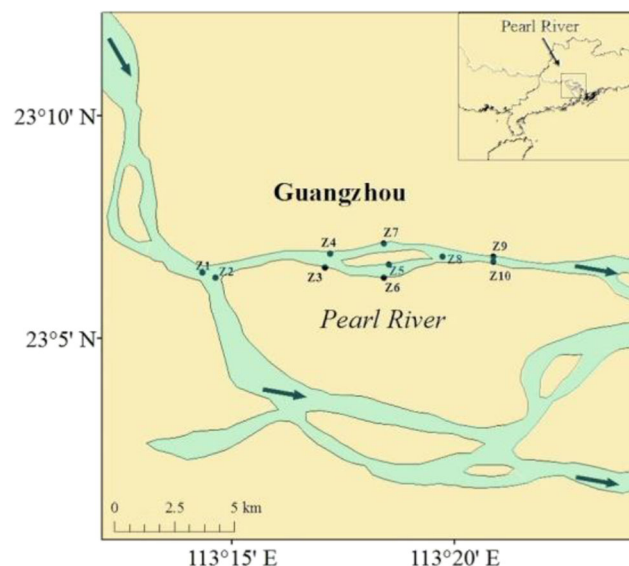 Pearl River
23°10' N
Guangzhou
Z7
Z4
Z9
Z1
Z2
Z3
Z5
Z8
Z6
Z10
Pearl River
23°5' N
0
2.5
5 km
113°15' E
113°20' E